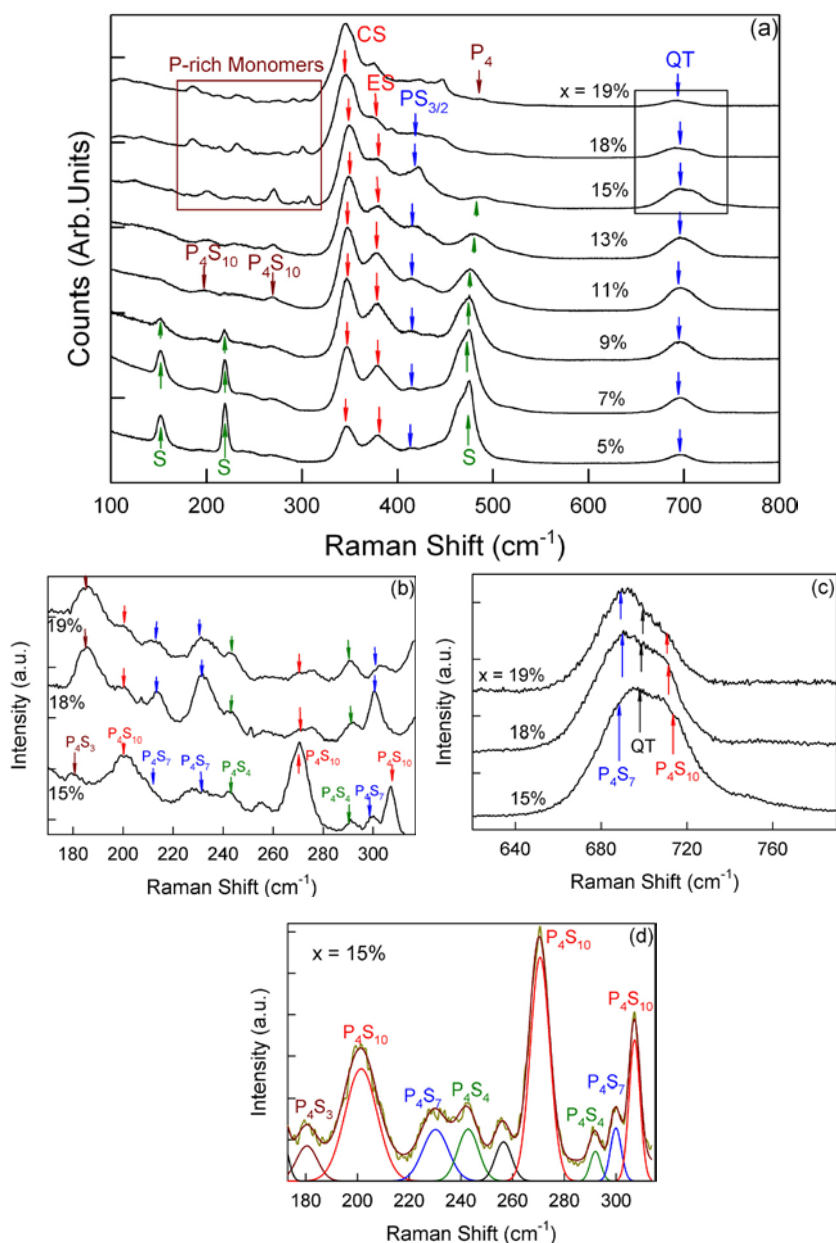 (a)
CS
P-rich Monomers
P₄
QT
ES
PS₃/₂
x = 19%
18%
15%
13%
P₄S₁₀ P₄S₁₀
11%
9%
7%
5%
S S S
Counts (Arb.Units)
100 200 300 400 500 600 700 800
Raman Shift (cm⁻¹)
(b)
19%
18%
P₄S₃ P₄S₁₀ P₄S₇ P₄S₇ P₄S₄ P₄S₁₀ P₄S₄ P₄S₇ P₄S₁₀
15%
Intensity (a.u.)
180 200 220 240 260 280 300
Raman Shift (cm⁻¹)
(c)
x = 19%
18%
QT
P₄S₇ P₄S₁₀
15%
Intensity (a.u.)
640 680 720 760
Raman Shift (cm⁻¹)
(d)
x = 15%
P₄S₁₀
P₄S₁₀
P₄S₁₀
P₄S₃ P₄S₇ P₄S₄ P₄S₄ P₄S₇
Intensity (a.u.)
180 200 220 240 260 280 300
Raman Shift (cm⁻¹)